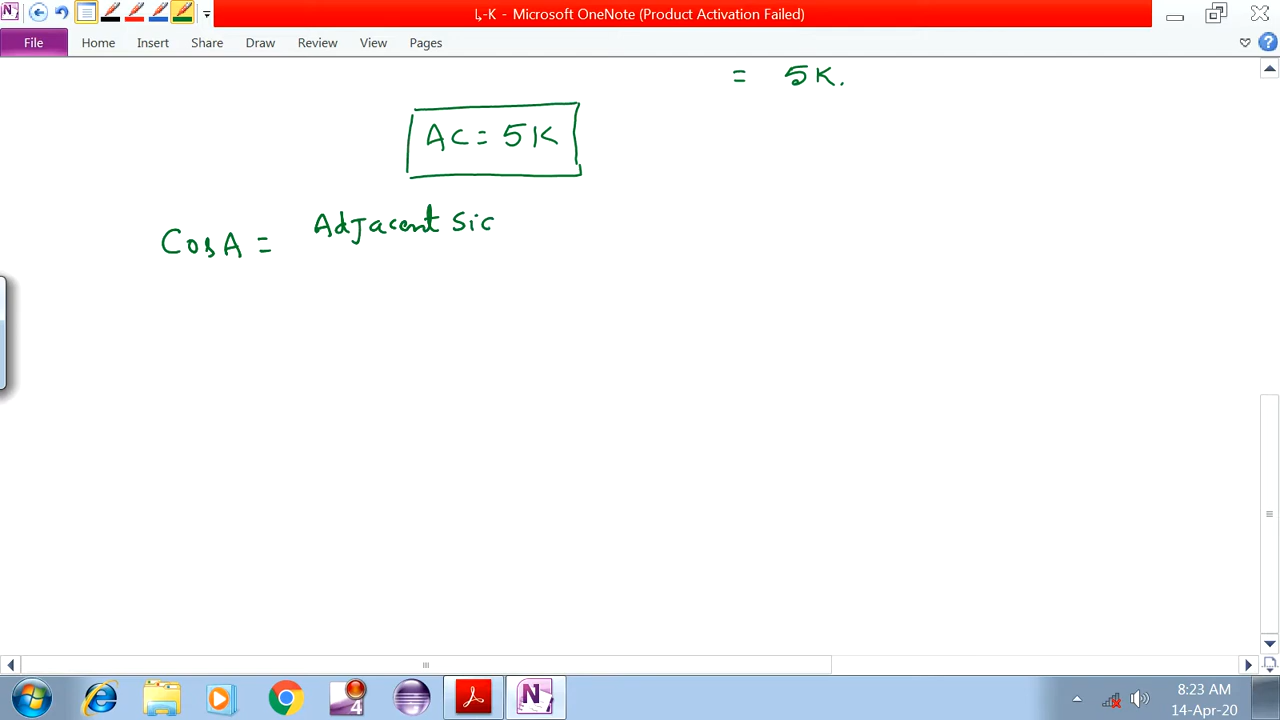 I,-K - Microsoft OneNote (Product Activation Failed)
File Home Insert Share Draw Review View Pages
= 5K.
AC = 5K
Adjacent Sic
CosA =
4
8:23 AM
14-Apr-20